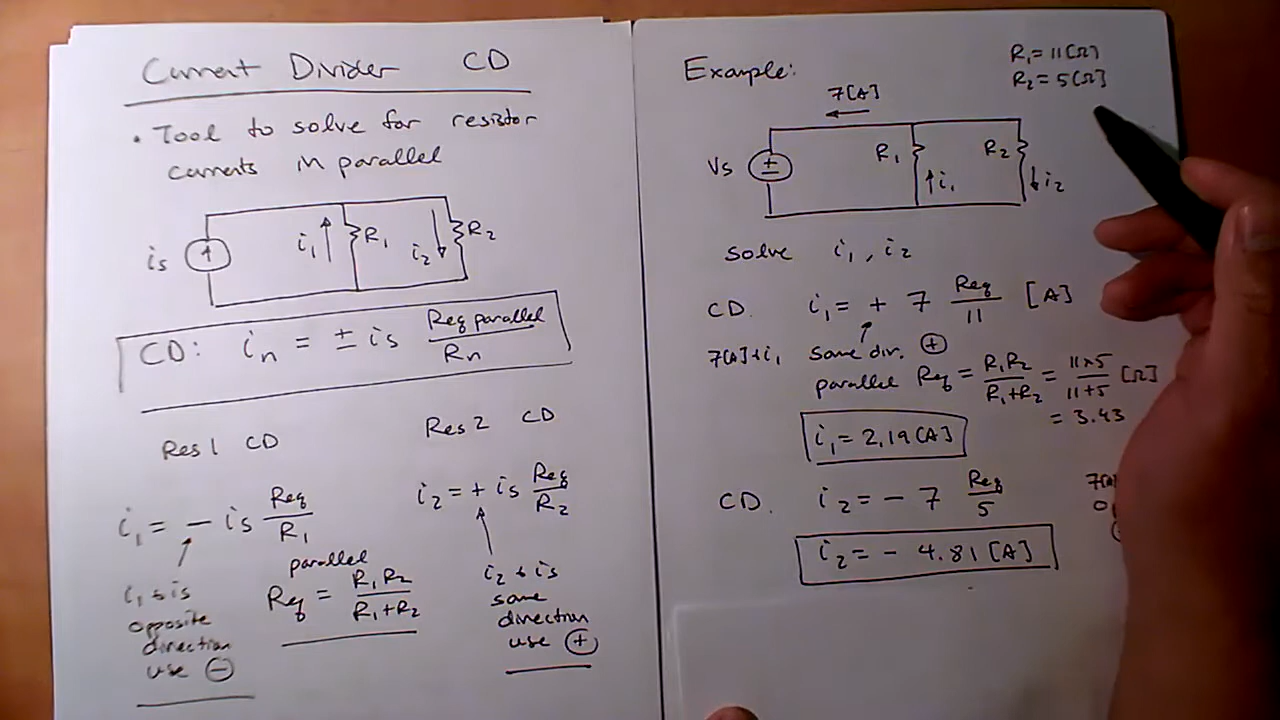 Current Divider CD
• Tool to solve for resistor
currents in parallel
is
i₁
R₁
i₂
R₂
CD: iₙ = ± is Req parallel / Rₙ
Res 1 CD
i₁ = − is Req / R₁
i₁ & is
opposite
direction
use ⊖
parallel
Req = R₁R₂ / R₁+R₂
Res 2 CD
i₂ = + is Req / R₂
i₂ & is
same
direction
use ⊕
Example:
R₁ = 11[Ω]
R₂ = 5[Ω]
7[A]
Vs
±
R₁
i₁
R₂
i₂
solve i₁, i₂
CD. i₁ = + 7 Req / 11 [A]
7[A] & i₁ same dir. ⊕
parallel Req = R₁R₂ / R₁+R₂ = 11×5 / 11+5 [Ω]
= 3.43
i₁ = 2.19[A]
CD. i₂ = − 7 Req / 5
i₂ = − 4.81[A]